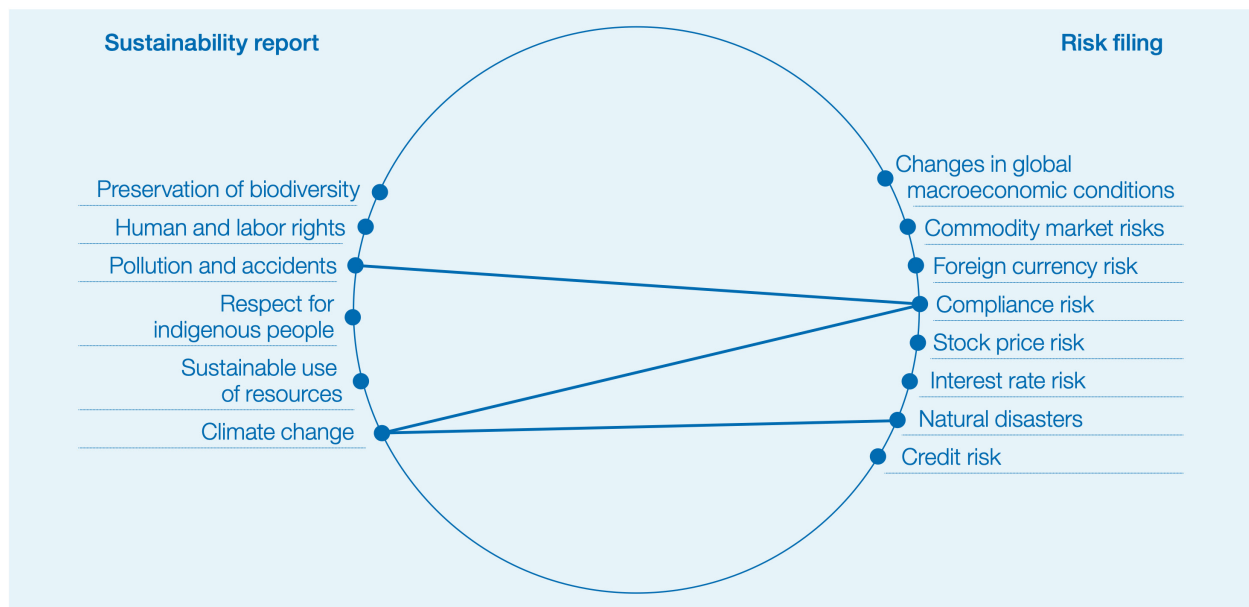 Sustainability report
Risk filing
Preservation of biodiversity
Human and labor rights
Pollution and accidents
Respect for
indigenous people
Sustainable use
of resources
Climate change
Changes in global
macroeconomic conditions
Commodity market risks
Foreign currency risk
Compliance risk
Stock price risk
Interest rate risk
Natural disasters
Credit risk